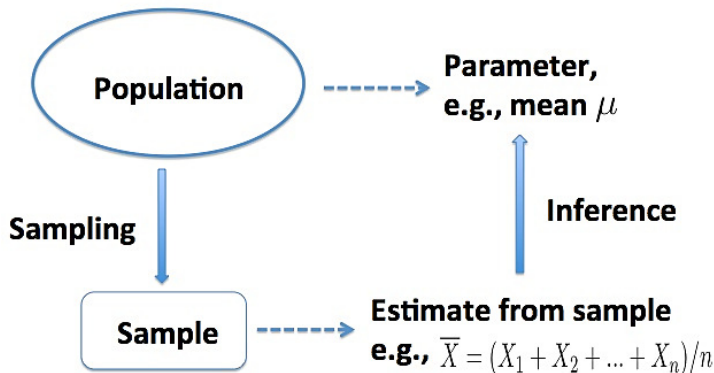 Population
Parameter,
e.g., mean μ
Sampling
Inference
Sample
Estimate from sample
e.g., X̅ = (X₁ + X₂ + ... + Xₙ)/n